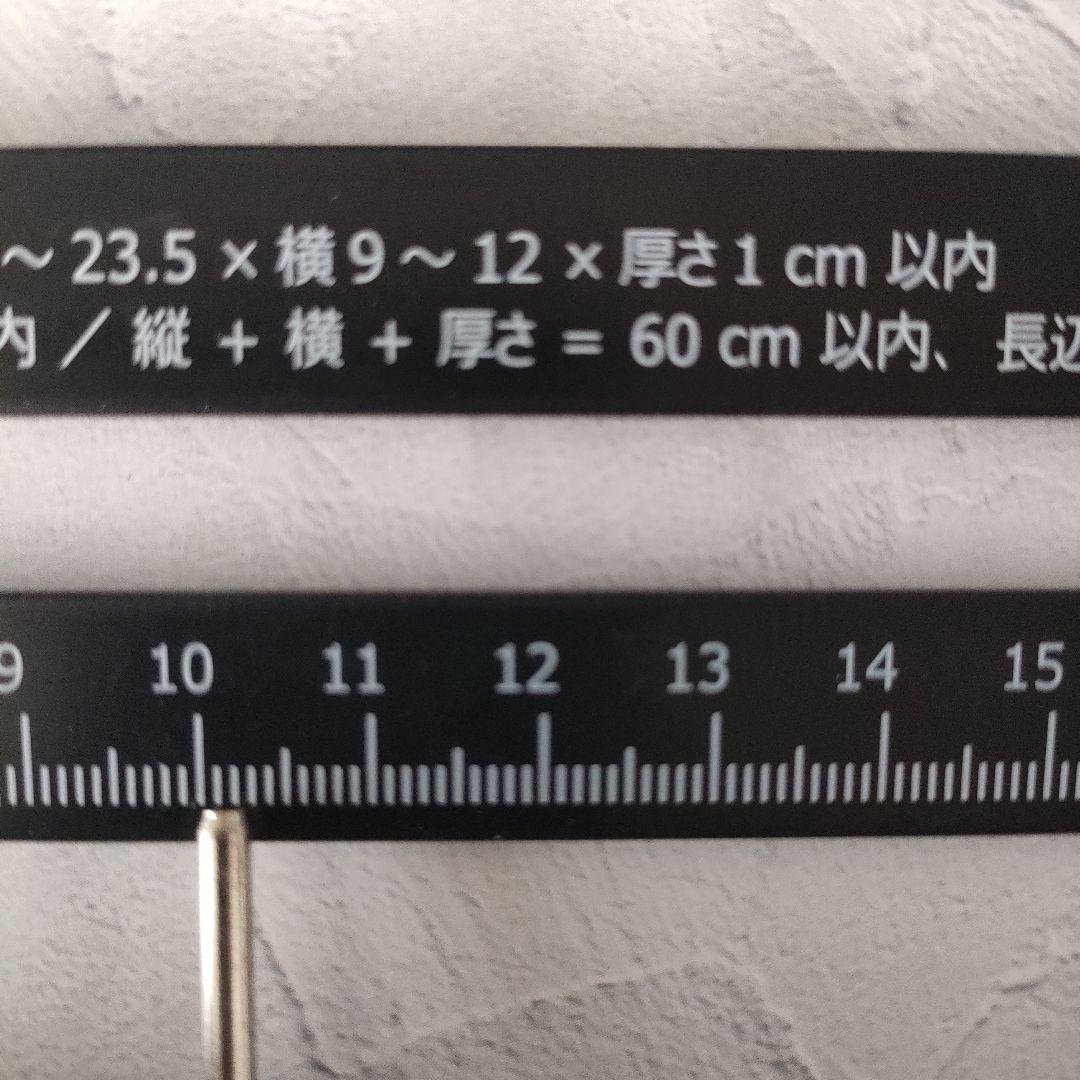 ～ 23.5 × 横 9 ～ 12 × 厚さ 1 cm 以内
内 ／ 縦 + 横 + 厚さ = 60 cm 以内、長辺
9 10 11 12 13 14 15